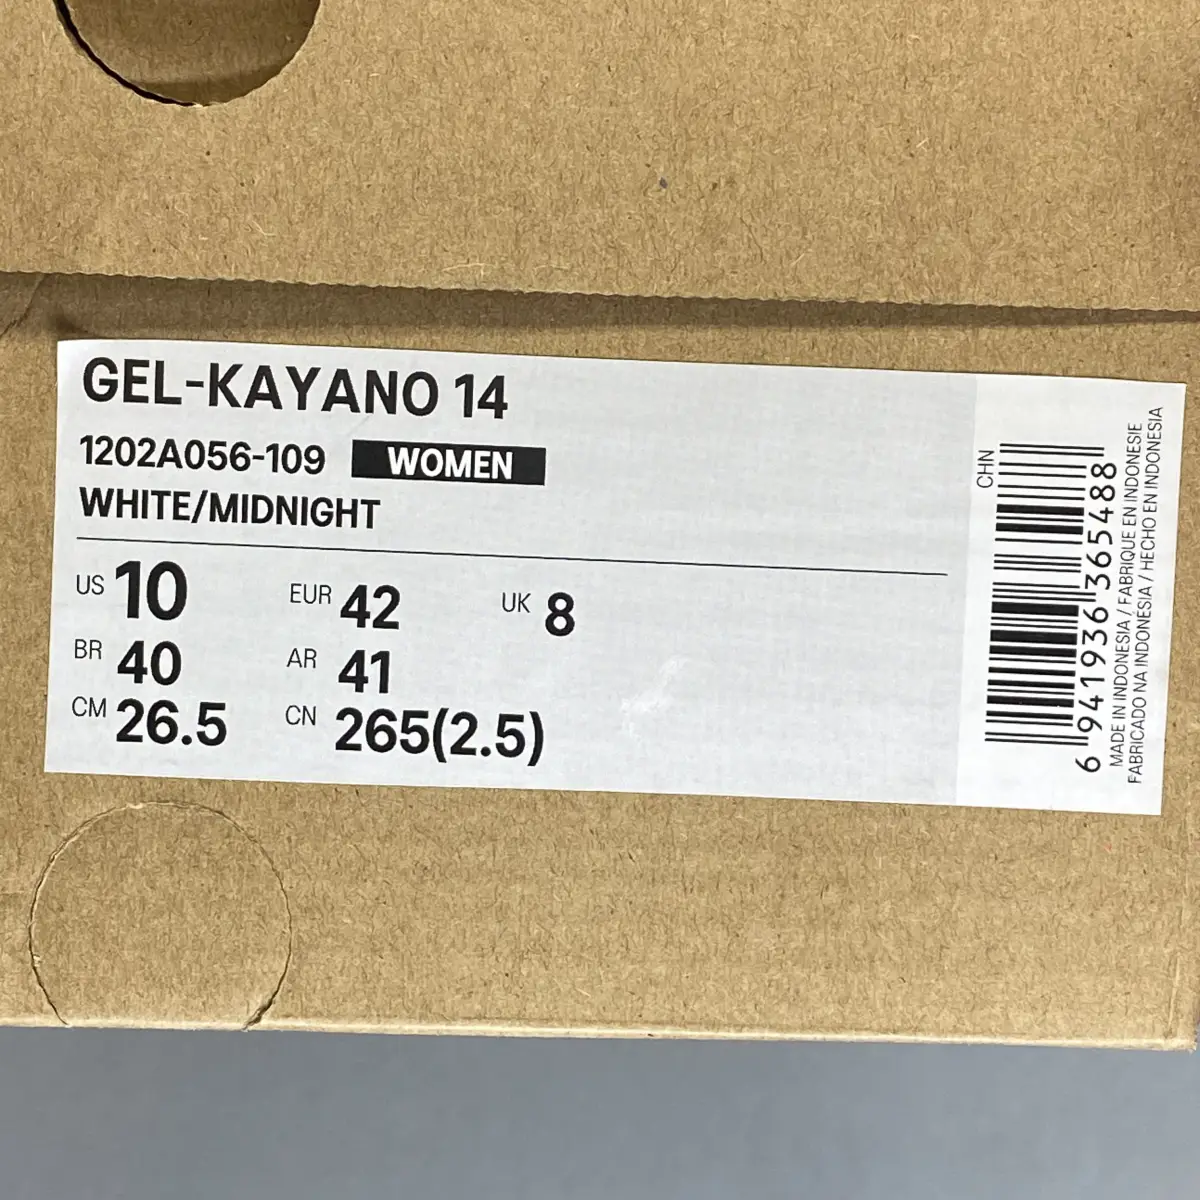 GEL-KAYANO 14
1202A056-109 WOMEN
WHITE/MIDNIGHT
US 10 EUR 42 UK 8
BR 40 AR 41
CM 26.5 CN 265(2.5)
CHN
6 941936 365488
MADE IN INDONESIA / FABRIQUE EN INDONESIE
FABRICADO NA INDONESIA / HECHO EN INDONESIA